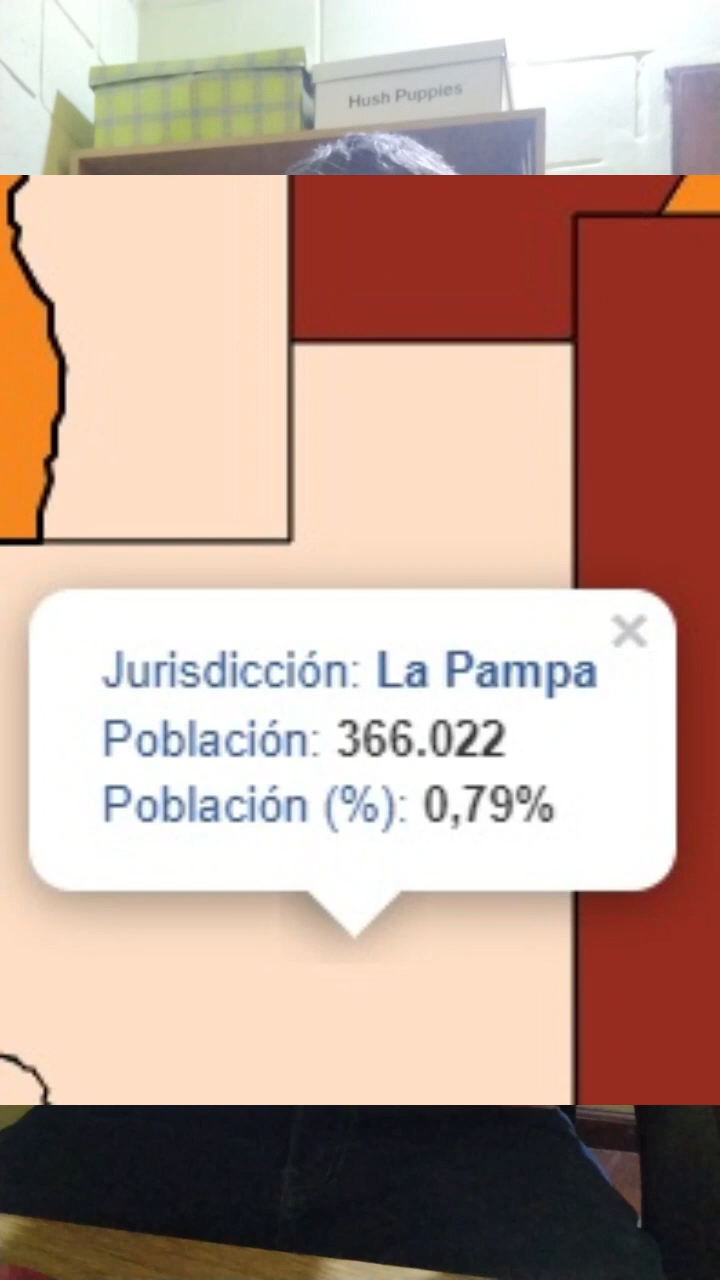 Hush Puppies
Jurisdicción: La Pampa
Población: 366.022
Población (%): 0,79%